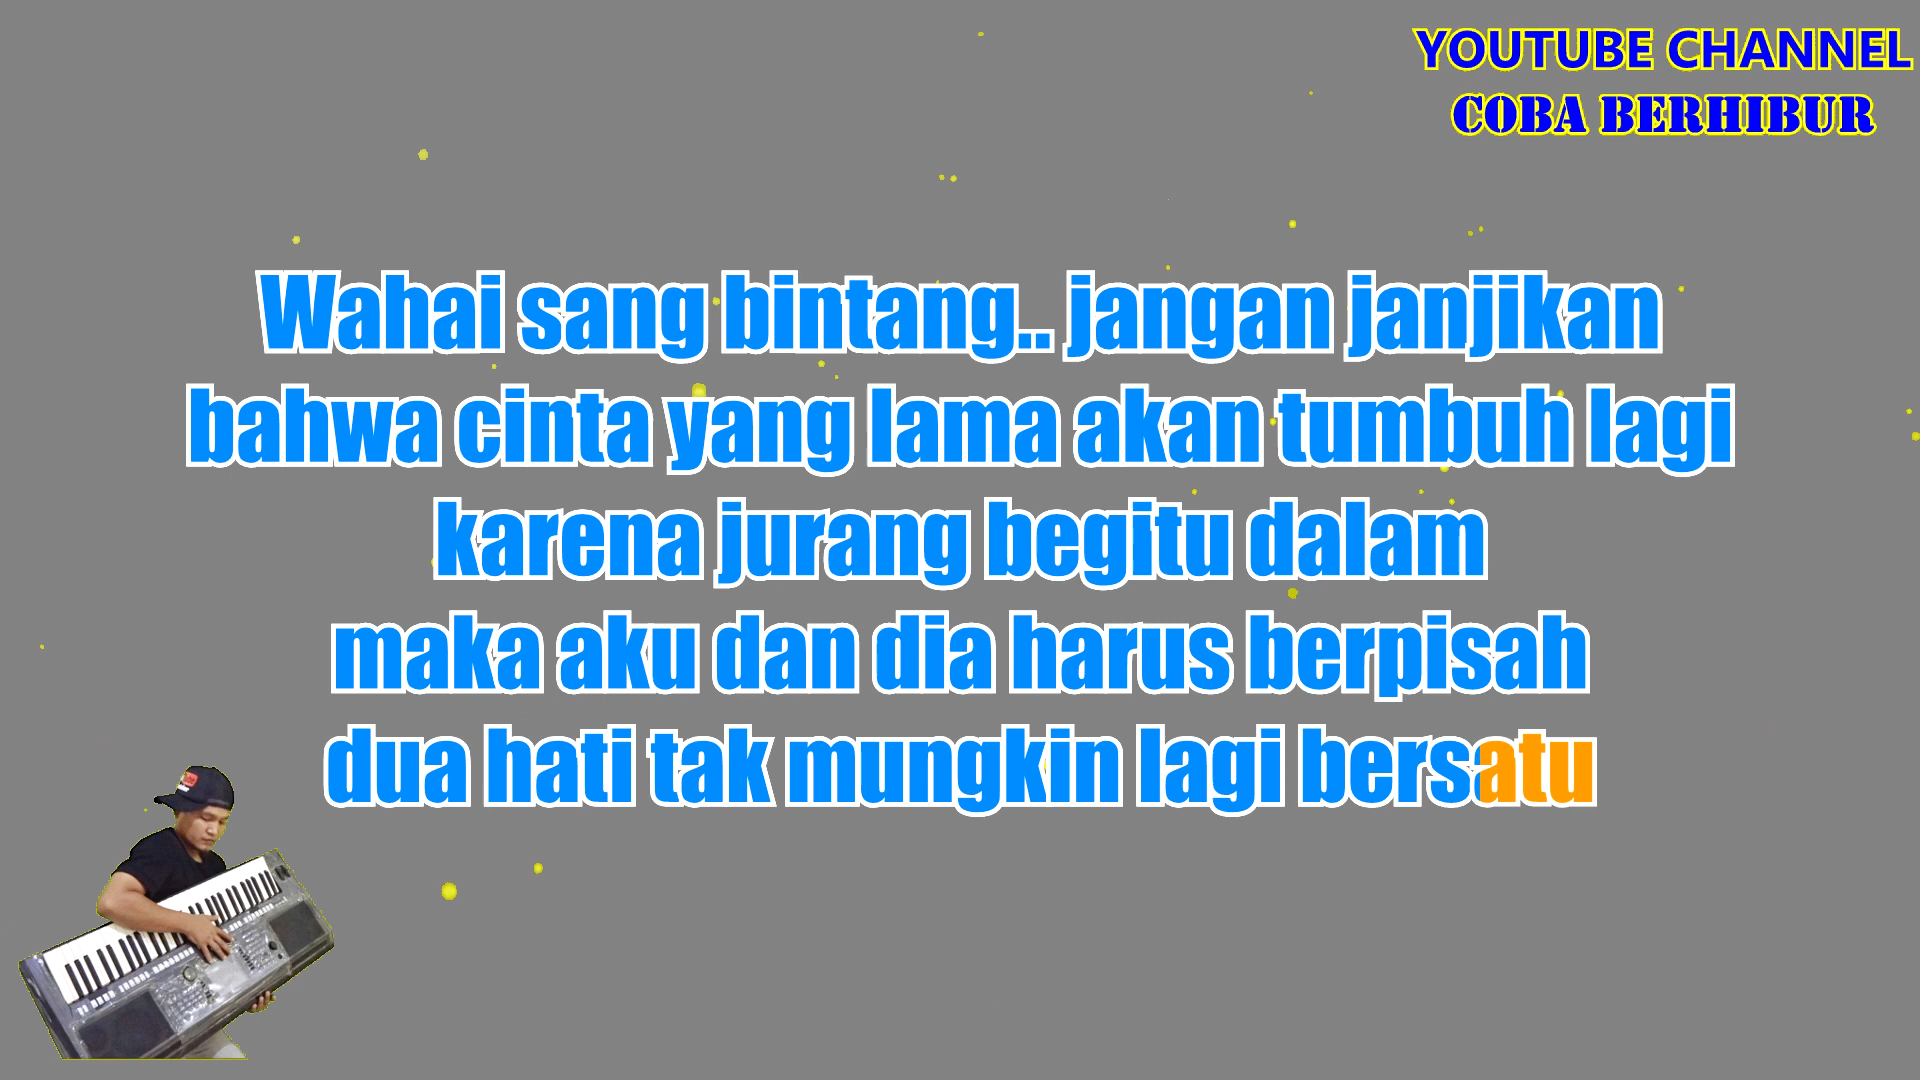 YOUTUBE CHANNEL
COBA BERHIBUR
Wahai sang bintang.. jangan janjikan
bahwa cinta yang lama akan tumbuh lagi
karena jurang begitu dalam
maka aku dan dia harus berpisah
dua hati tak mungkin lagi bersatu